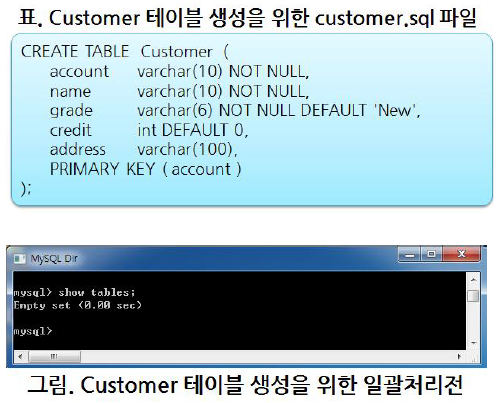 표. Customer 테이블 생성을 위한 customer.sql 파일
CREATE TABLE Customer (
account varchar(10) NOT NULL,
name varchar(10) NOT NULL,
grade varchar(6) NOT NULL DEFAULT 'New',
credit int DEFAULT 0,
address varchar(100),
PRIMARY KEY ( account )
);
MySQL Dir
mysql> show tables;
Empty set (0.00 sec)
mysql>
그림. Customer 테이블 생성을 위한 일괄처리전